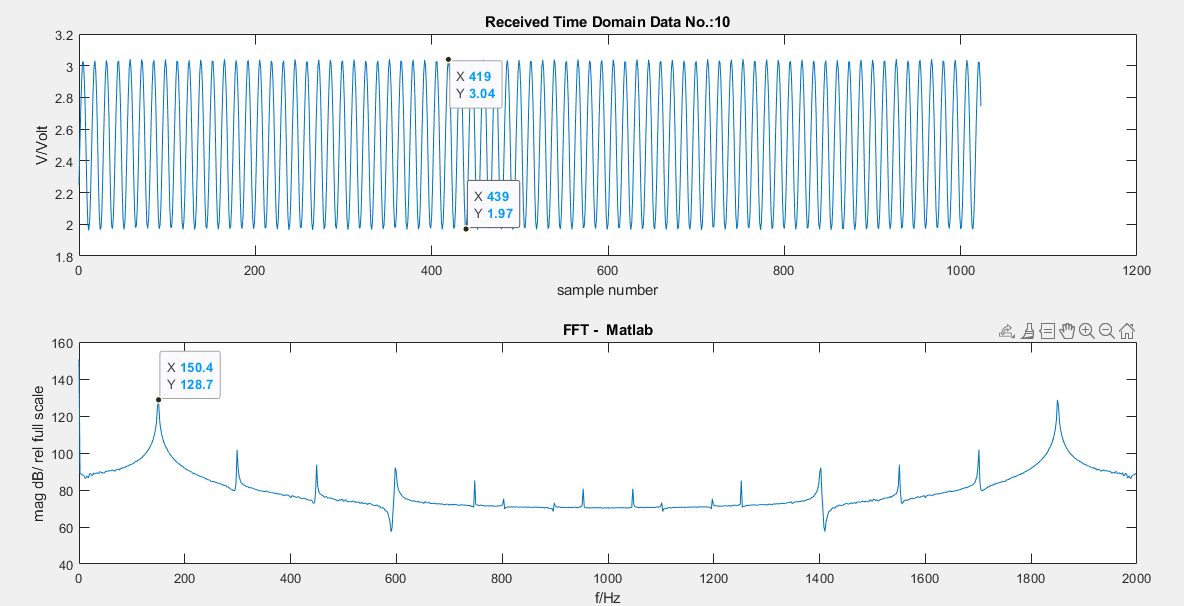 Received Time Domain Data No.:10
3.2
3
2.8
2.6
2.4
2.2
2
1.8
V/Volt
X 419
Y 3.04
X 439
Y 1.97
0 200 400 600 800 1000 1200
sample number
FFT - Matlab
160
140
120
100
80
60
40
mag dB/ rel full scale
X 150.4
Y 128.7
0 200 400 600 800 1000 1200 1400 1600 1800 2000
f/Hz